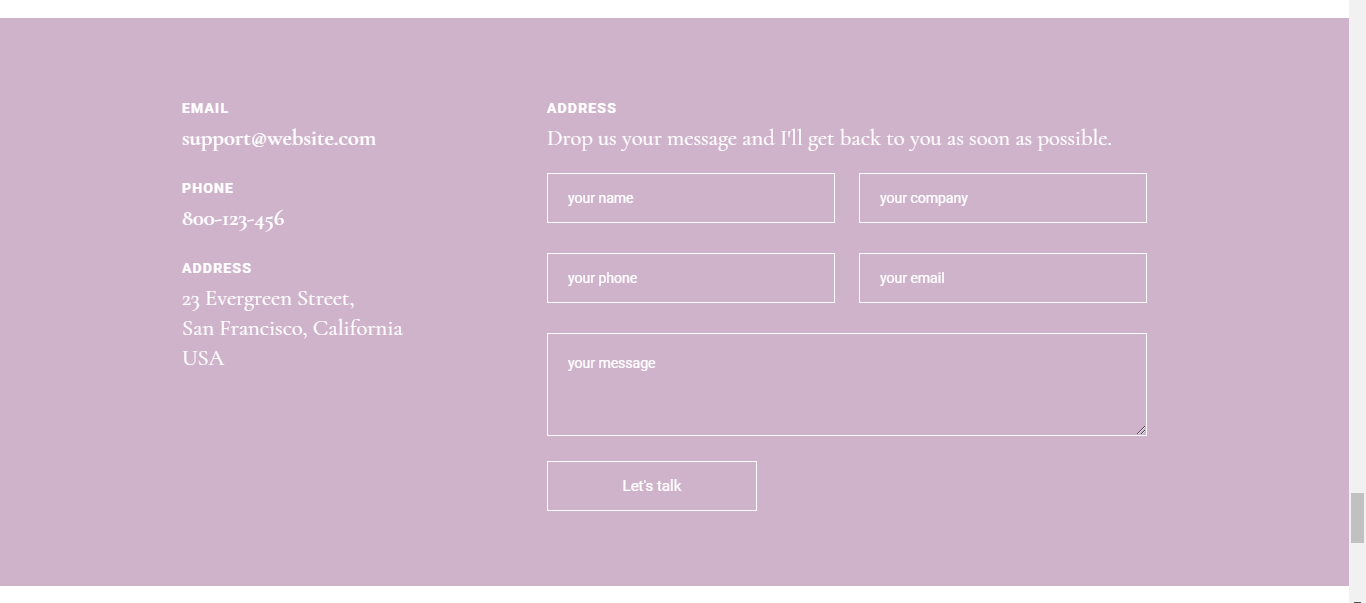 EMAIL
support@website.com
PHONE
800-123-456
ADDRESS
23 Evergreen Street,
San Francisco, California
USA
ADDRESS
Drop us your message and I'll get back to you as soon as possible.
your name
your company
your phone
your email
your message
Let's talk